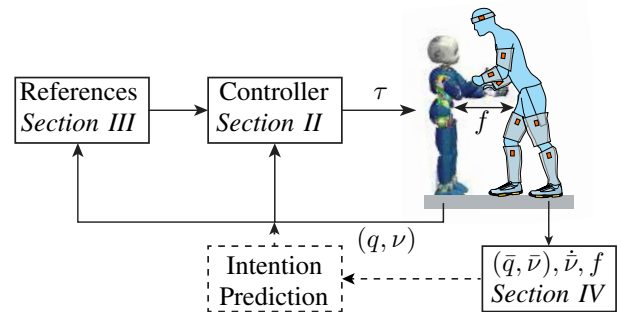 References
Section III
Controller
Section II
τ
f
(q, ν)
Intention
Prediction
(q̄, ν̄), ν̄̇, f
Section IV